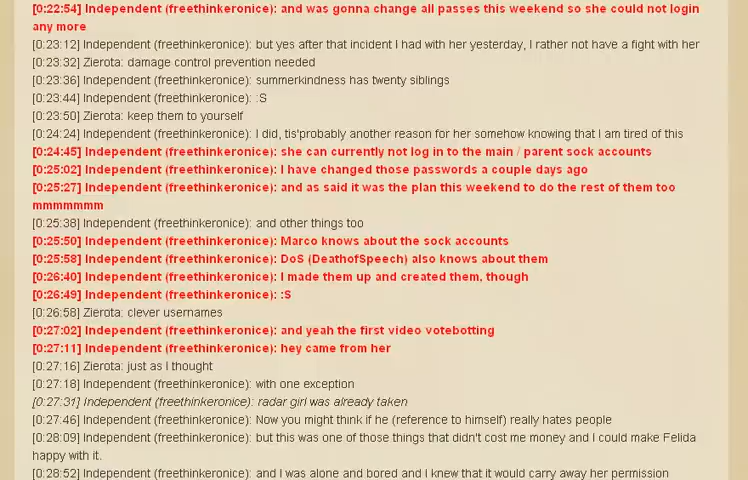 [0:22:54] Independent (freethinkeronice): and was gonna change all passes this weekend so she could not login
any more
[0:23:12] Independent (freethinkeronice): but yes after that incident I had with her yesterday, I rather not have a fight with her
[0:23:32] Zierota: damage control prevention needed
[0:23:36] Independent (freethinkeronice): summerkindness has twenty siblings
[0:23:44] Independent (freethinkeronice): :S
[0:23:50] Zierota: keep them to yourself
[0:24:24] Independent (freethinkeronice): I did, tis'probably another reason for her somehow knowing that I am tired of this
[0:24:45] Independent (freethinkeronice): she can currently not log in to the main / parent sock accounts
[0:25:02] Independent (freethinkeronice): I have changed those passwords a couple days ago
[0:25:27] Independent (freethinkeronice): and as said it was the plan this weekend to do the rest of them too
mmmmmmm
[0:25:38] Independent (freethinkeronice): and other things too
[0:25:50] Independent (freethinkeronice): Marco knows about the sock accounts
[0:25:58] Independent (freethinkeronice): DoS (DeathofSpeech) also knows about them
[0:26:40] Independent (freethinkeronice): I made them up and created them, though
[0:26:49] Independent (freethinkeronice): :S
[0:26:58] Zierota: clever usernames
[0:27:02] Independent (freethinkeronice): and yeah the first video votebotting
[0:27:11] Independent (freethinkeronice): hey came from her
[0:27:16] Zierota: just as I thought
[0:27:18] Independent (freethinkeronice): with one exception
[0:27:31] Independent (freethinkeronice): radar girl was already taken
[0:27:46] Independent (freethinkeronice): Now you might think if he (reference to himself) really hates people
[0:28:09] Independent (freethinkeronice): but this was one of those things that didn't cost me money and I could make Felida
happy with it.
[0:28:52] Independent (freethinkeronice): and I was alone and bored and I knew that it would carry away her permission